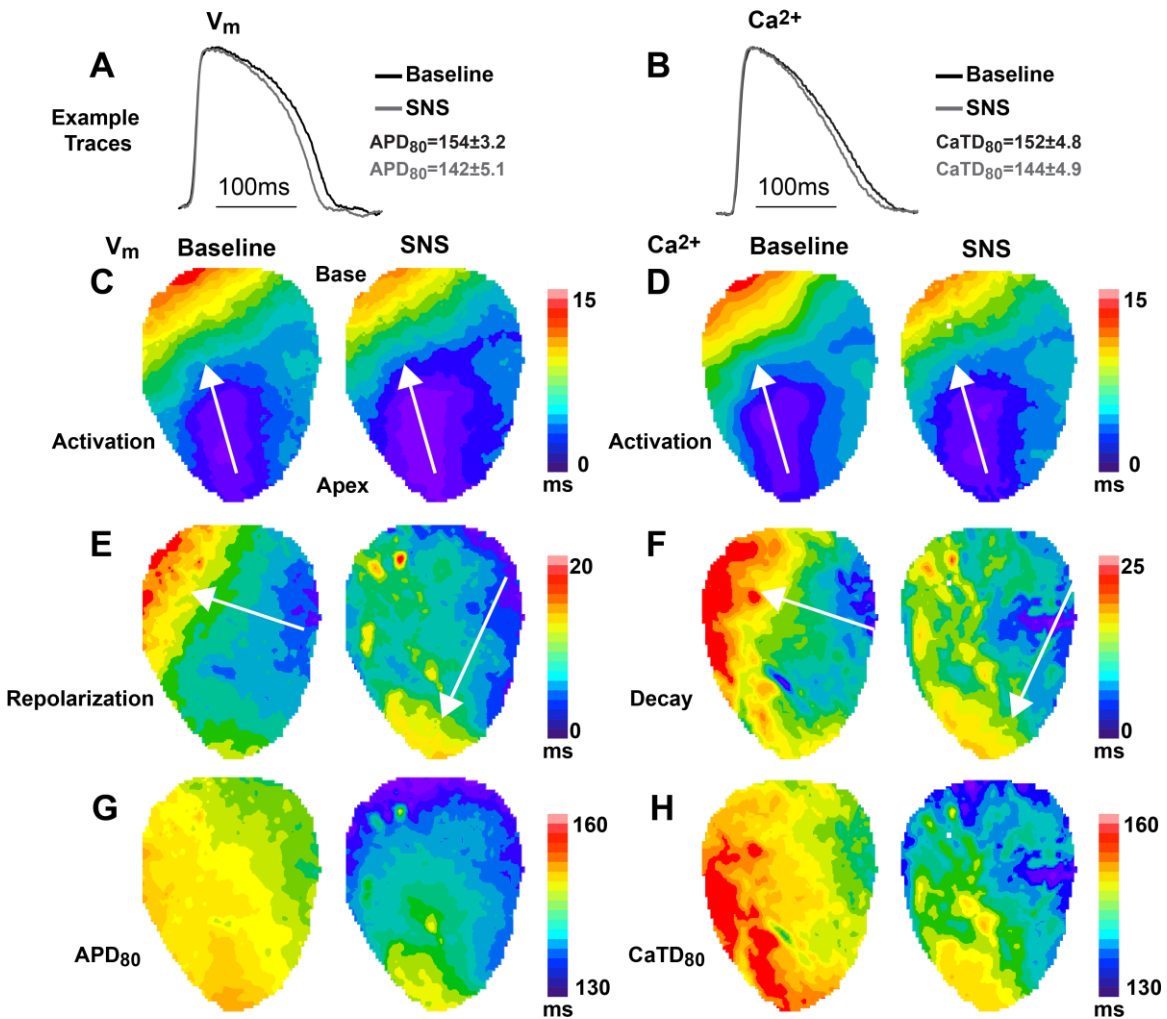 Vm
Ca2+
A
Baseline
SNS
Example
Traces
APD80=154±3.2
APD80=142±5.1
100ms
B
Baseline
SNS
CaTD80=152±4.8
CaTD80=144±4.9
100ms
Vm
Baseline
SNS
Ca2+
Baseline
SNS
C
Base
15
Activation
0
Apex
ms
D
15
Activation
0
ms
E
20
Repolarization
0
ms
F
25
Decay
0
ms
G
160
APD80
130
ms
H
160
CaTD80
130
ms